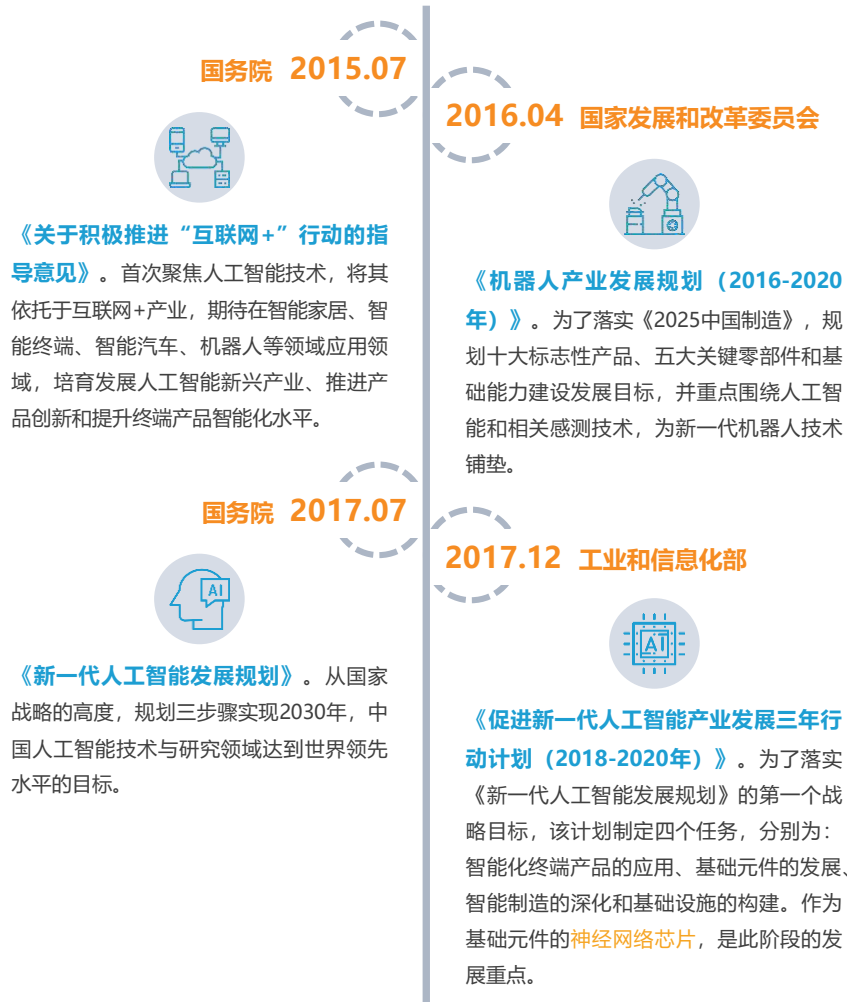 国务院 2015.07
《关于积极推进“互联网+”行动的指
导意见》。首次聚焦人工智能技术，将其
依托于互联网+产业，期待在智能家居、智
能终端、智能汽车、机器人等领域应用领
域，培育发展人工智能新兴产业、推进产
品创新和提升终端产品智能化水平。
2016.04 国家发展和改革委员会
《机器人产业发展规划（2016-2020
年）》。为了落实《2025中国制造》，规
划十大标志性产品、五大关键零部件和基
础能力建设发展目标，并重点围绕人工智
能和相关感测技术，为新一代机器人技术
铺垫。
国务院 2017.07
AI
《新一代人工智能发展规划》。从国家
战略的高度，规划三步骤实现2030年，中
国人工智能技术与研究领域达到世界领先
水平的目标。
2017.12 工业和信息化部
AI
《促进新一代人工智能产业发展三年行
动计划（2018-2020年）》。为了落实
《新一代人工智能发展规划》的第一个战
略目标，该计划制定四个任务，分别为：
智能化终端产品的应用、基础元件的发展、
智能制造的深化和基础设施的构建。作为
基础元件的神经网络芯片，是此阶段的发
展重点。